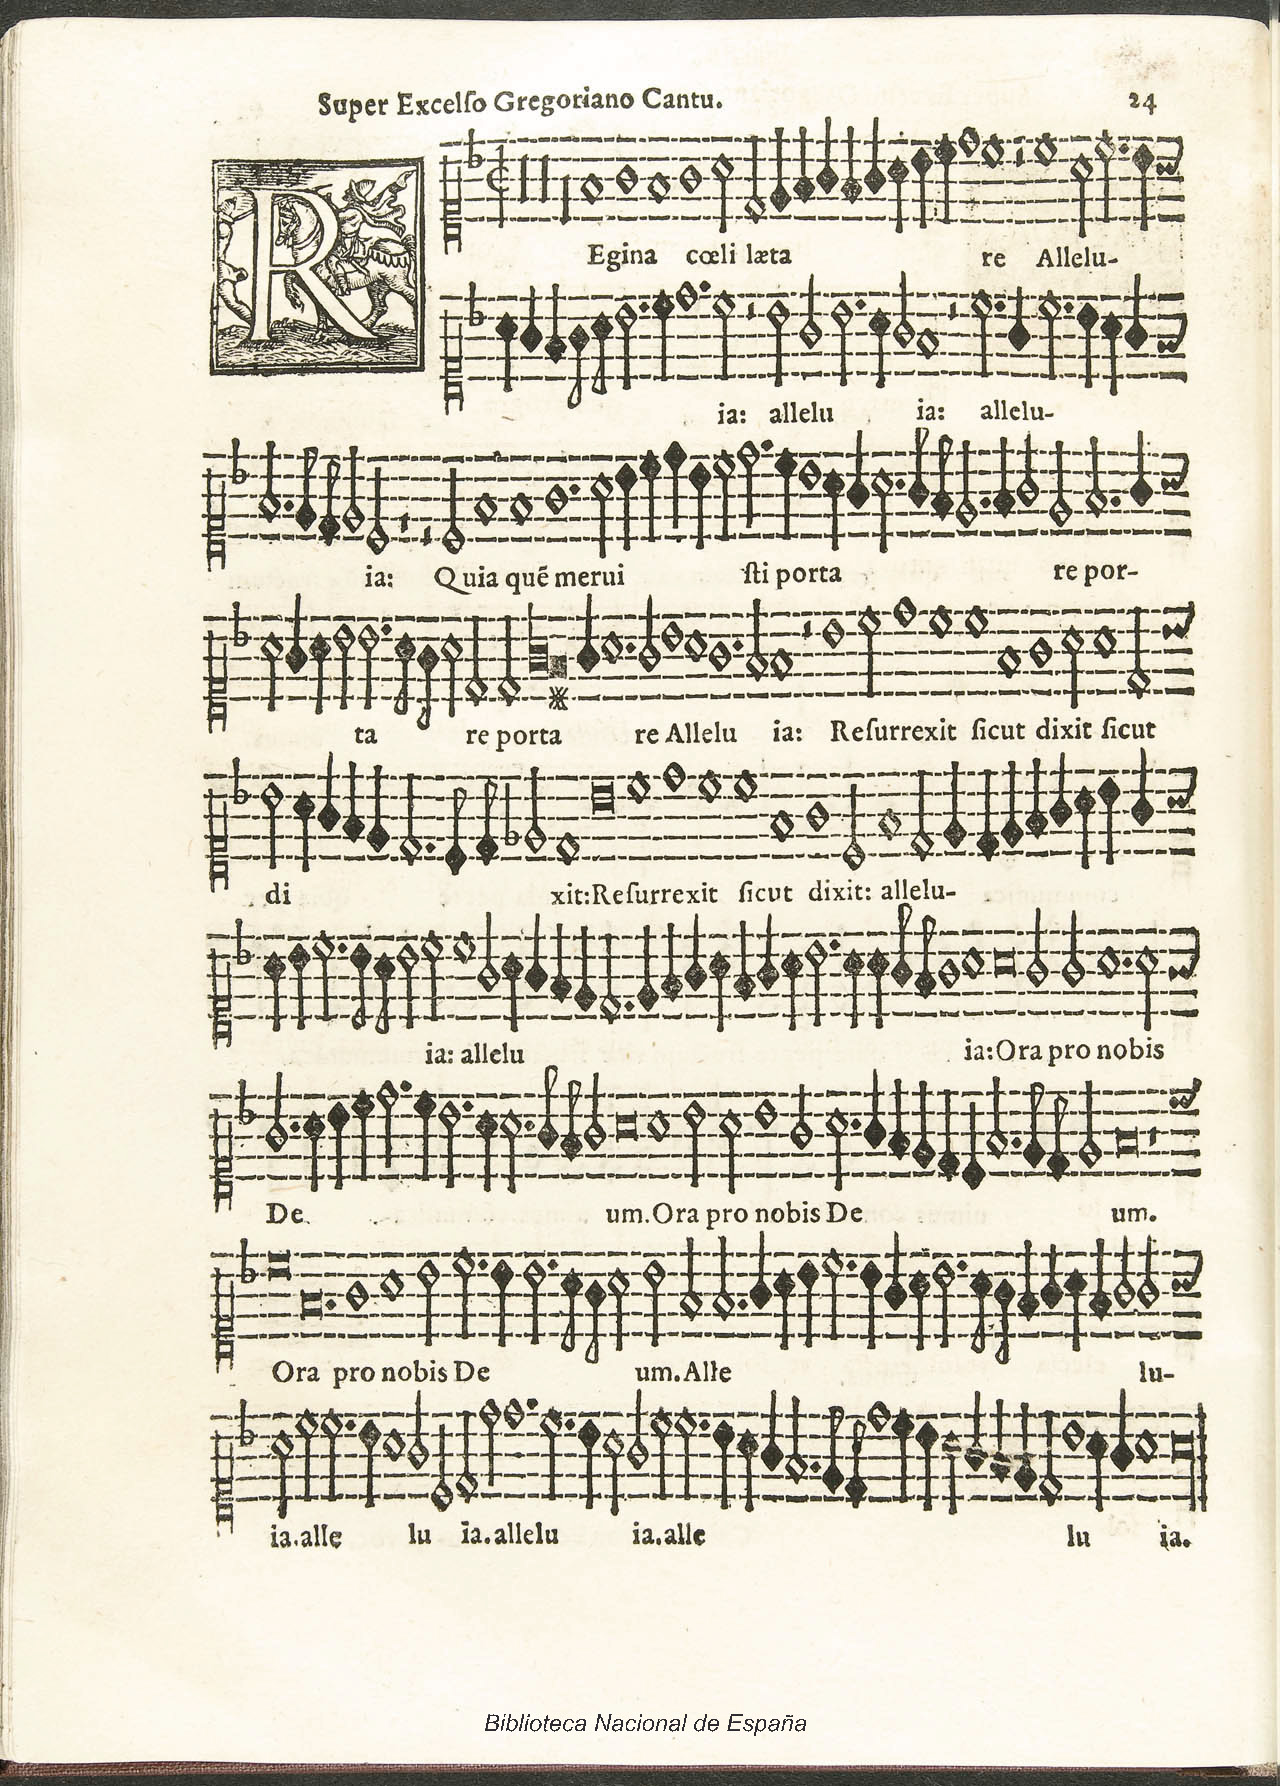 Super Excelſo Gregoriano Cantu. 24
REgina cœli læta re Allelu-
ia: allelu ia: allelu-
ia: Quia quẽ merui ſti porta re por-
ta re porta re Allelu ia: Reſurrexit ſicut dixit ſicut
di xit:Reſurrexit ſicut dixit: allelu-
ia: allelu ia:Ora pro nobis
De um.Ora pro nobis De um.
Ora pro nobis De um.Alle lu-
ia.alle lu ia.allelu ia.alle lu ia.
Biblioteca Nacional de España